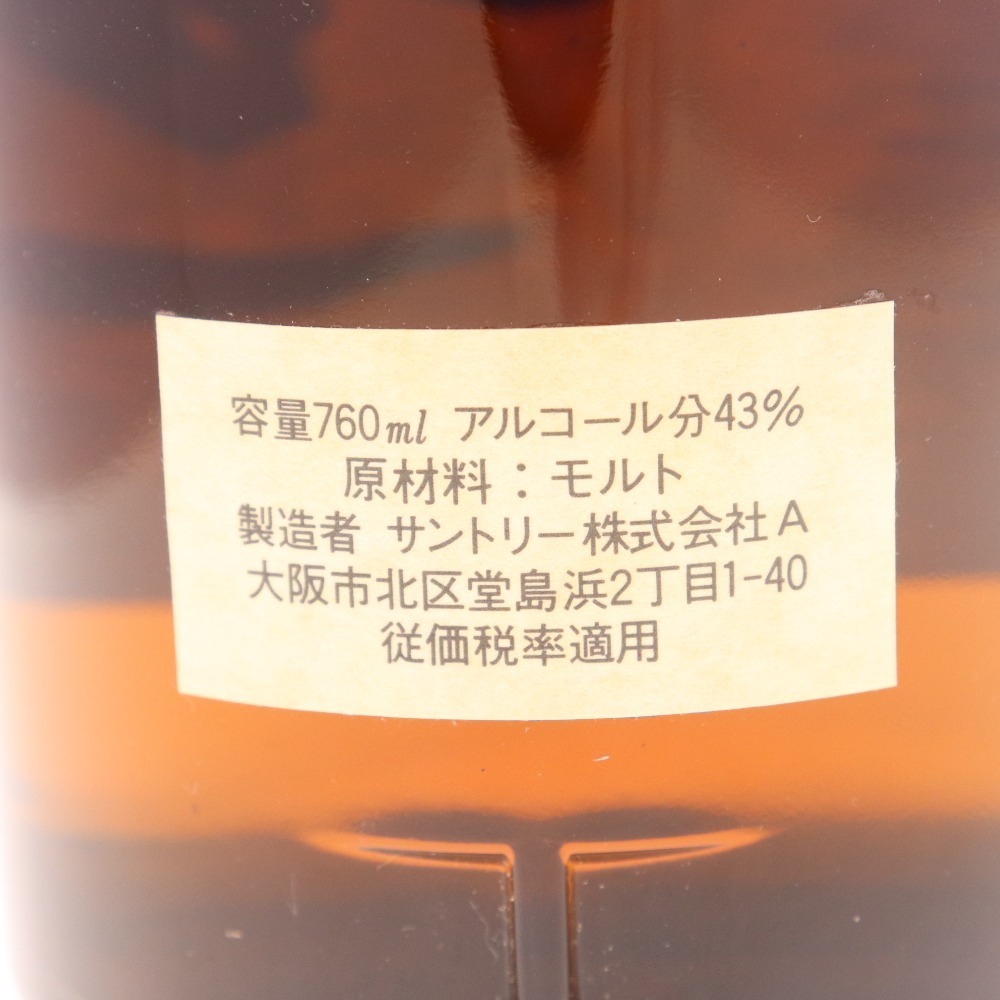 容量760ml アルコール分43%
原材料：モルト
製造者 サントリー株式会社A
大阪市北区堂島浜2丁目1-40
従価税率適用